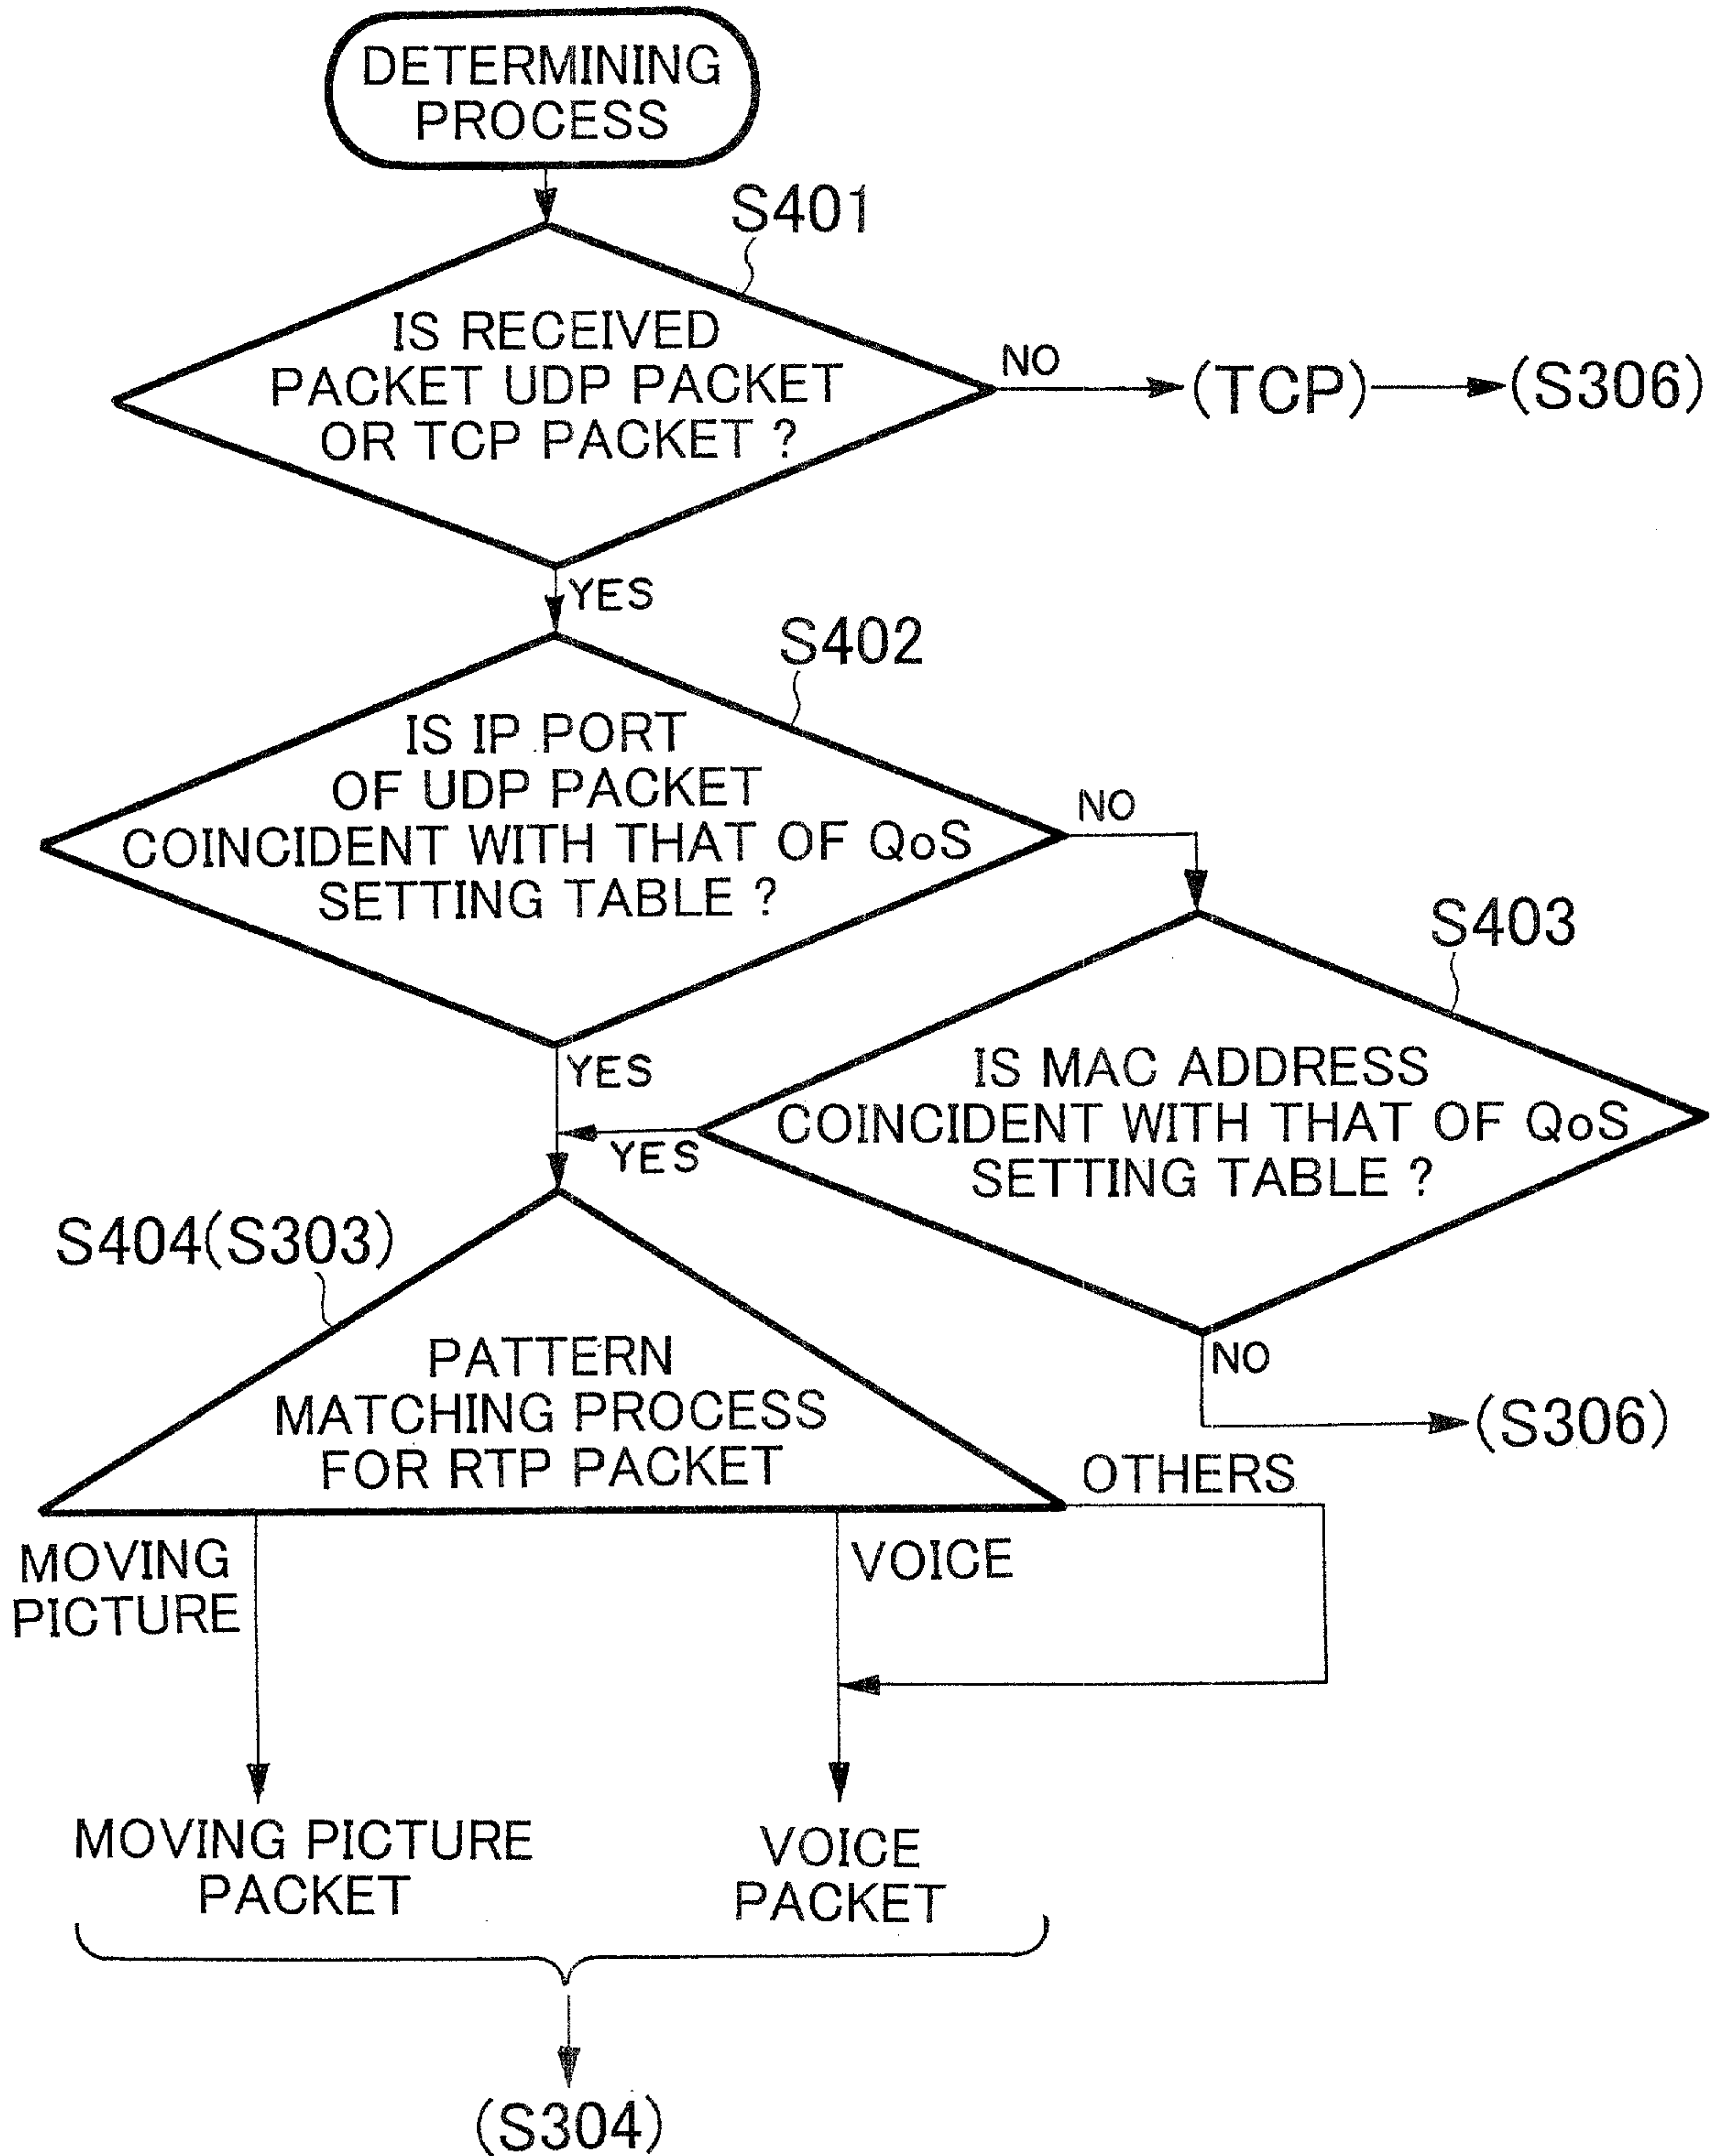 DETERMINING
PROCESS
S401
IS RECEIVED
PACKET UDP PACKET
OR TCP PACKET ?
NO
(TCP)
(S306)
YES
S402
IS IP PORT
OF UDP PACKET
COINCIDENT WITH THAT OF QoS
SETTING TABLE ?
NO
S403
YES
IS MAC ADDRESS
COINCIDENT WITH THAT OF QoS
SETTING TABLE ?
YES
S404(S303)
NO
(S306)
PATTERN
MATCHING PROCESS
FOR RTP PACKET
OTHERS
MOVING
PICTURE
VOICE
MOVING PICTURE
PACKET
VOICE
PACKET
(S304)